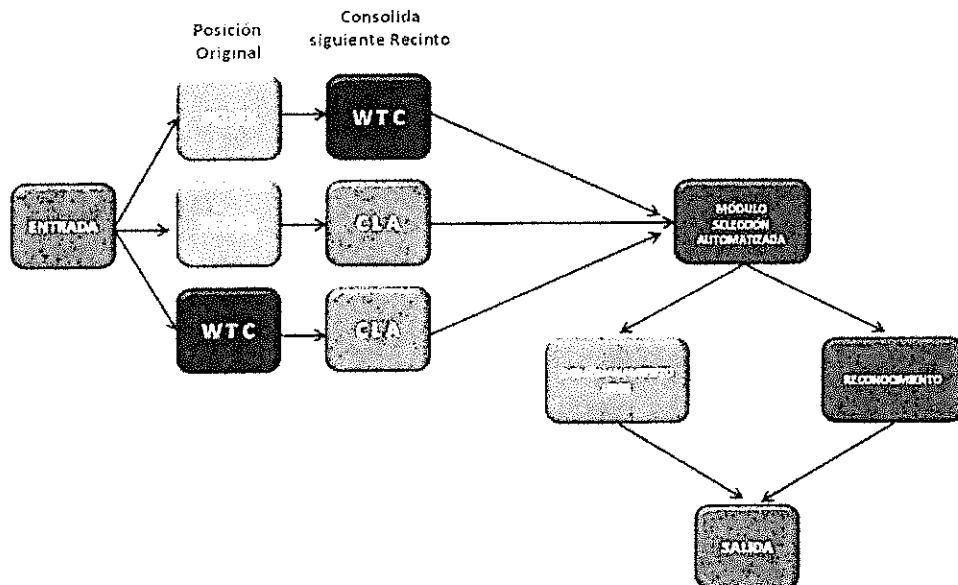 Posición
Original
Consolida
siguiente Recinto
WTC
ENTRADA
CLA
WTC
CLA
MÓDULO
SELECCIÓN
AUTOMATIZADA
RECONOCIMIENTO
SALIDA